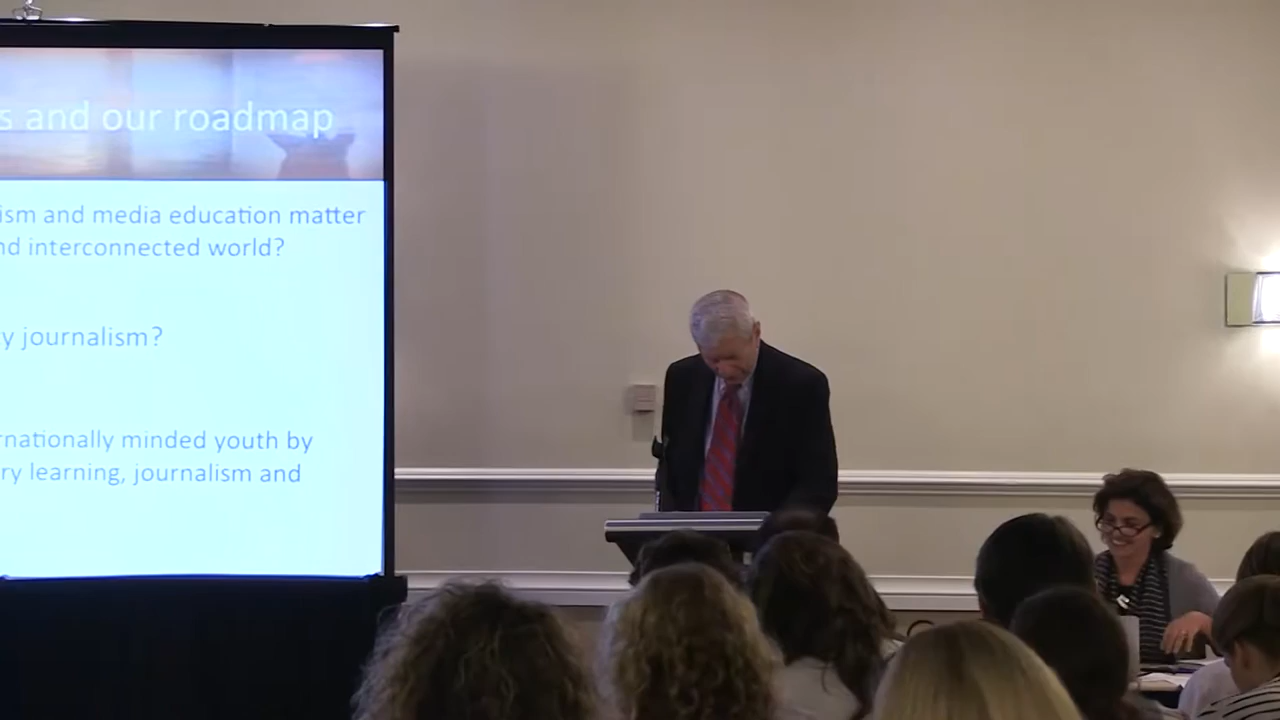 s and our roadmap
ism and media education matter
nd interconnected world?
y journalism?
rnationally minded youth by
ry learning, journalism and